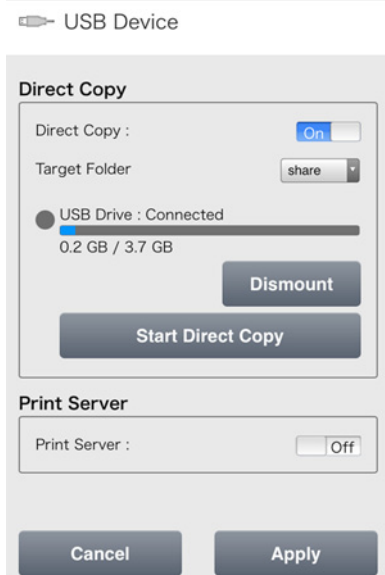 USB Device
Direct Copy
Direct Copy :
On
Target Folder
share
USB Drive : Connected
0.2 GB / 3.7 GB
Dismount
Start Direct Copy
Print Server
Print Server :
Off
Cancel
Apply